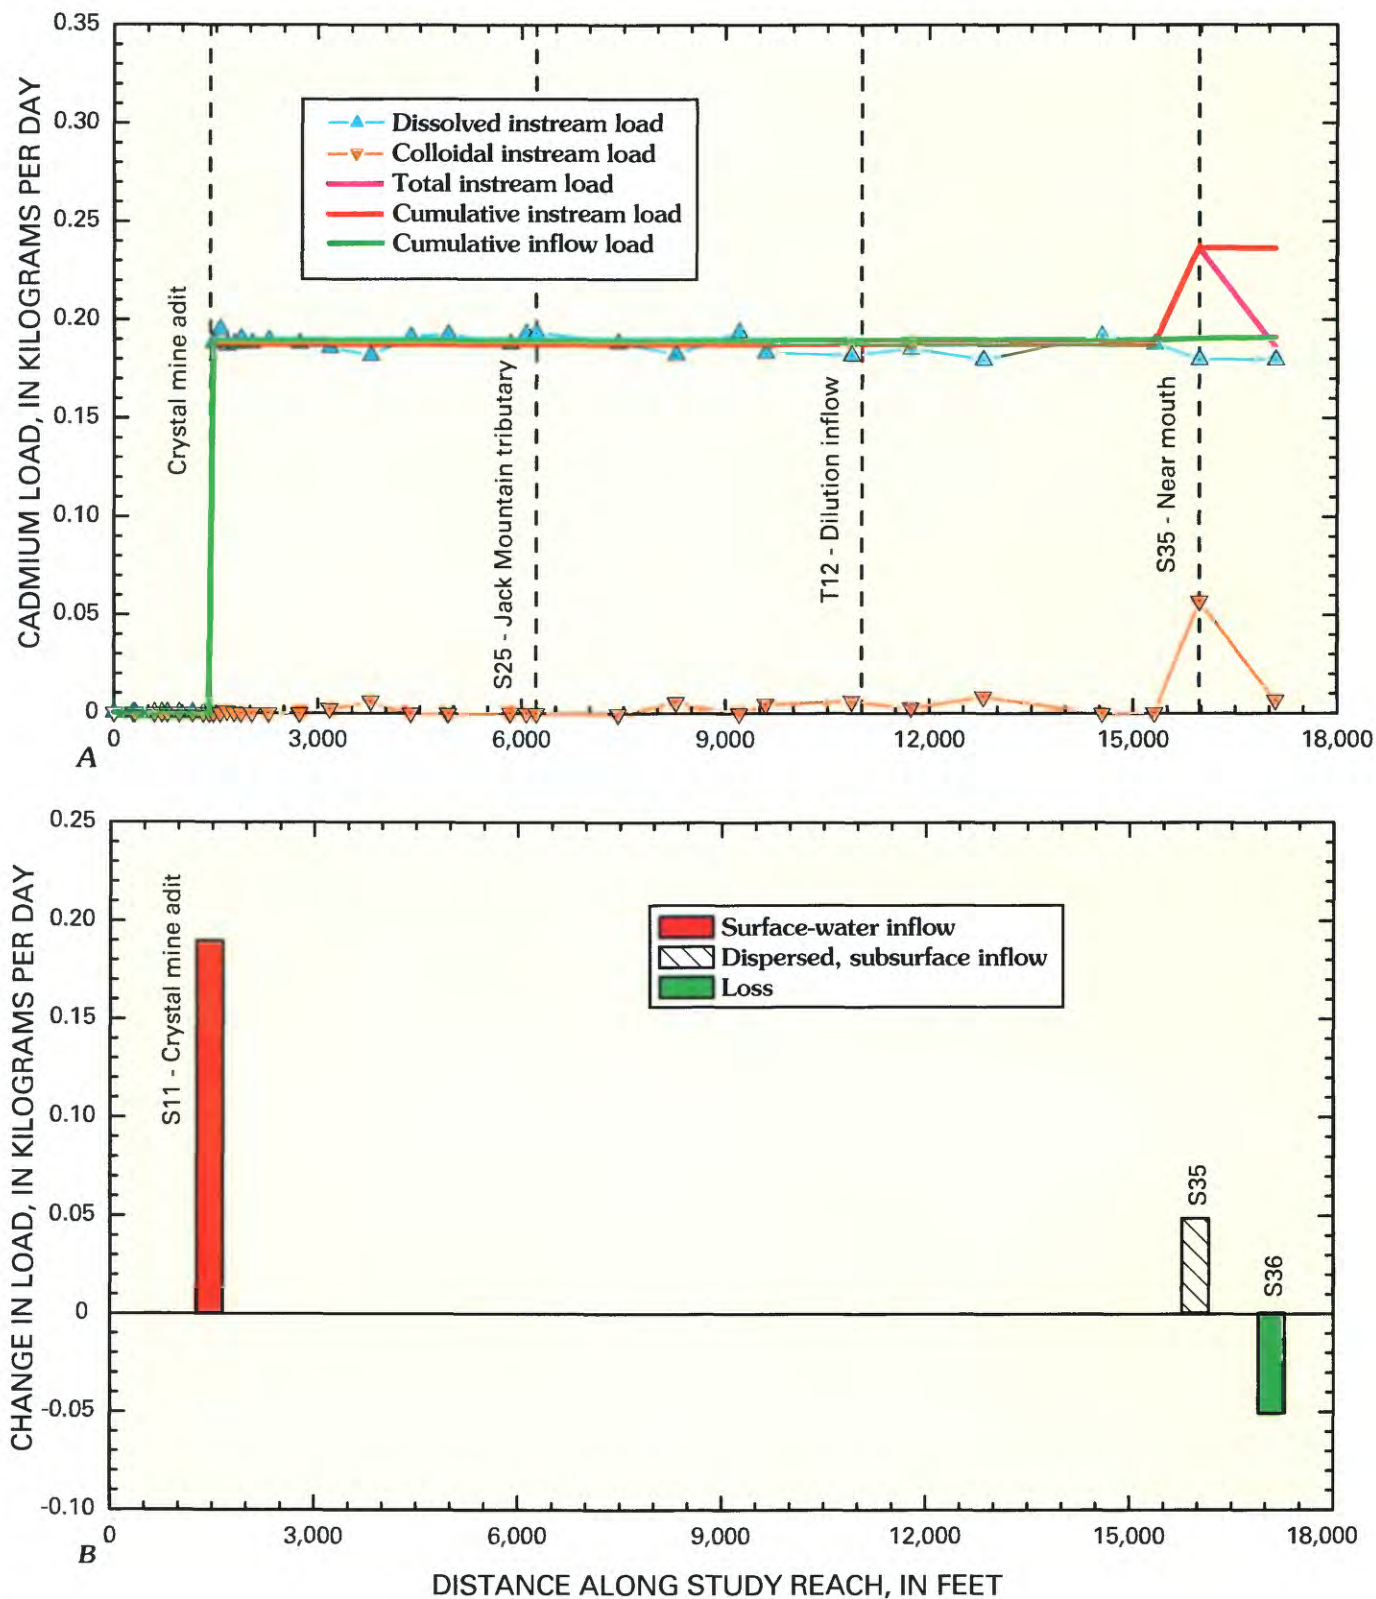 CADMIUM LOAD, IN KILOGRAMS PER DAY
0.35
0.30
0.25
0.20
0.15
0.10
0.05
0
Dissolved instream load
Colloidal instream load
Total instream load
Cumulative instream load
Cumulative inflow load
Crystal mine adit
S25 - Jack Mountain tributary
T12 - Dilution inflow
S35 - Near mouth
0
3,000
6,000
9,000
12,000
15,000
18,000
A
CHANGE IN LOAD, IN KILOGRAMS PER DAY
0.25
0.20
0.15
0.10
0.05
0
-0.05
-0.10
S11 - Crystal mine adit
Surface-water inflow
Dispersed, subsurface inflow
Loss
S35
S36
0
3,000
6,000
9,000
12,000
15,000
18,000
B
DISTANCE ALONG STUDY REACH, IN FEET